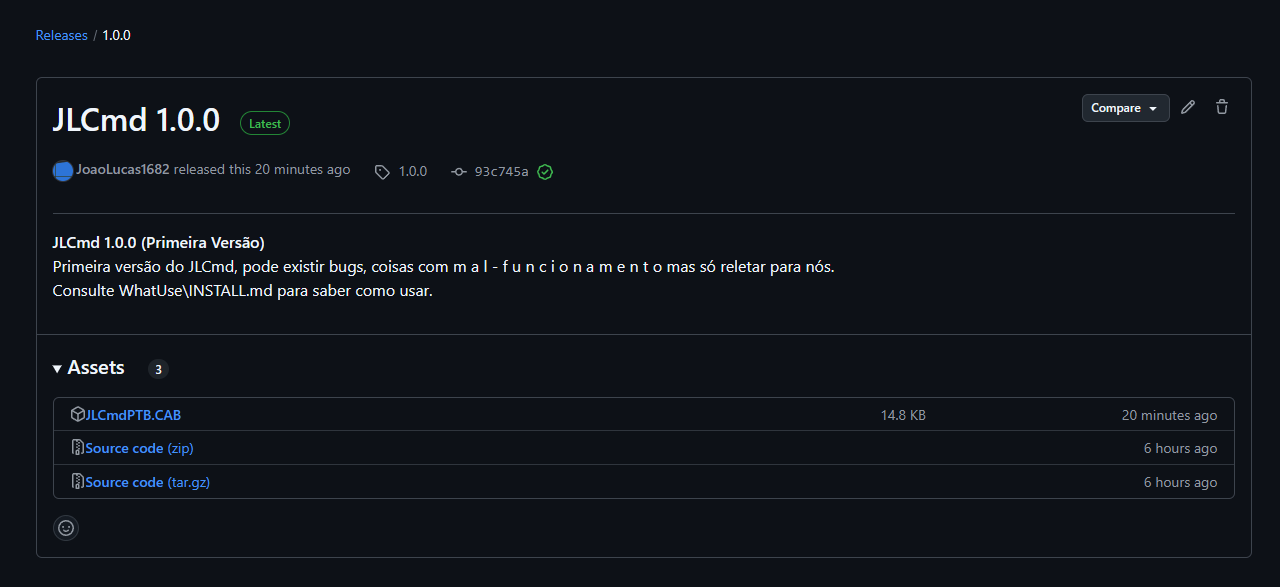 Releases / 1.0.0
JLCmd 1.0.0 Latest
Compare
JoaoLucas1682 released this 20 minutes ago 1.0.0 93c745a
JLCmd 1.0.0 (Primeira Versão)
Primeira versão do JLCmd, pode existir bugs, coisas com m a l - f u n c i o n a m e n t o mas só reletar para nós.
Consulte WhatUse\INSTALL.md para saber como usar.
Assets 3
JLCmdPTB.CAB 14.8 KB 20 minutes ago
Source code (zip) 6 hours ago
Source code (tar.gz) 6 hours ago